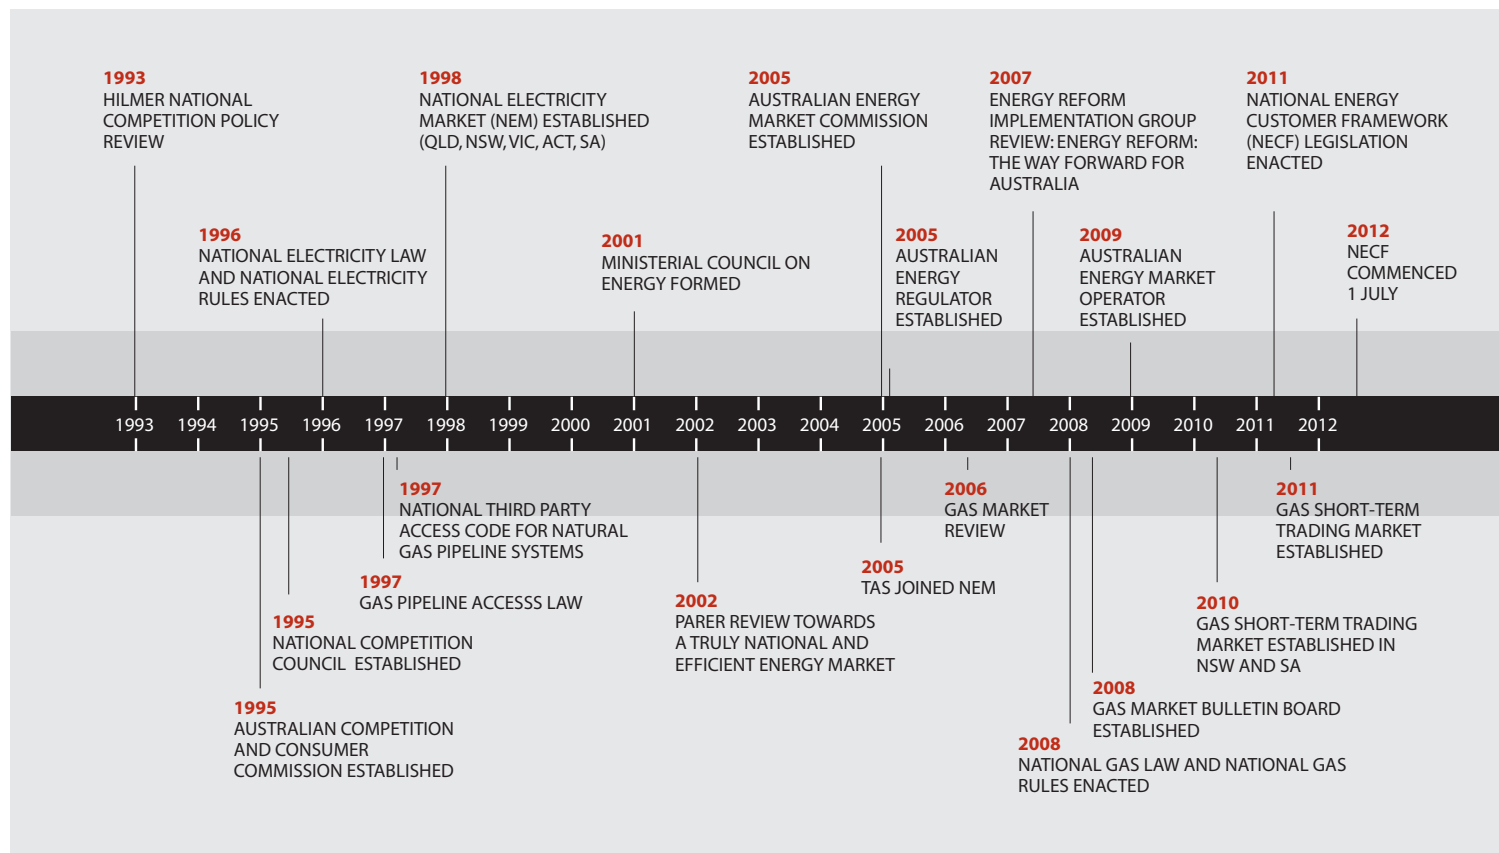 1993
HILMER NATIONAL
COMPETITION POLICY
REVIEW
1998
NATIONAL ELECTRICITY
MARKET (NEM) ESTABLISHED
(QLD, NSW, VIC, ACT, SA)
2005
AUSTRALIAN ENERGY
MARKET COMMISSION
ESTABLISHED
2007
ENERGY REFORM
IMPLEMENTATION GROUP
REVIEW: ENERGY REFORM:
THE WAY FORWARD FOR
AUSTRALIA
2011
NATIONAL ENERGY
CUSTOMER FRAMEWORK
(NECF) LEGISLATION
ENACTED
1996
NATIONAL ELECTRICITY LAW
AND NATIONAL ELECTRICITY
RULES ENACTED
2001
MINISTERIAL COUNCIL ON
ENERGY FORMED
2005
AUSTRALIAN
ENERGY
REGULATOR
ESTABLISHED
2009
AUSTRALIAN
ENERGY MARKET
OPERATOR
ESTABLISHED
2012
NECF
COMMENCED
1 JULY
1993 1994 1995 1996 1997 1998 1999 2000 2001 2002 2003 2004 2005 2006 2007 2008 2009 2010 2011 2012
1997
NATIONAL THIRD PARTY
ACCESS CODE FOR NATURAL
GAS PIPELINE SYSTEMS
2006
GAS MARKET
REVIEW
2011
GAS SHORT-TERM
TRADING MARKET
ESTABLISHED
1997
GAS PIPELINE ACCESSS LAW
2005
TAS JOINED NEM
2002
PARER REVIEW TOWARDS
A TRULY NATIONAL AND
EFFICIENT ENERGY MARKET
2010
GAS SHORT-TERM TRADING
MARKET ESTABLISHED IN
NSW AND SA
1995
NATIONAL COMPETITION
COUNCIL ESTABLISHED
2008
GAS MARKET BULLETIN BOARD
ESTABLISHED
1995
AUSTRALIAN COMPETITION
AND CONSUMER
COMMISSION ESTABLISHED
2008
NATIONAL GAS LAW AND NATIONAL GAS
RULES ENACTED